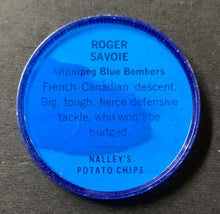 ROGER
SAVOIE
Winnipeg Blue Bombers
French-Canadian descent.
Big, tough, fierce defensive
tackle, who won't be
budged.
NALLEY'S
POTATO CHIPS